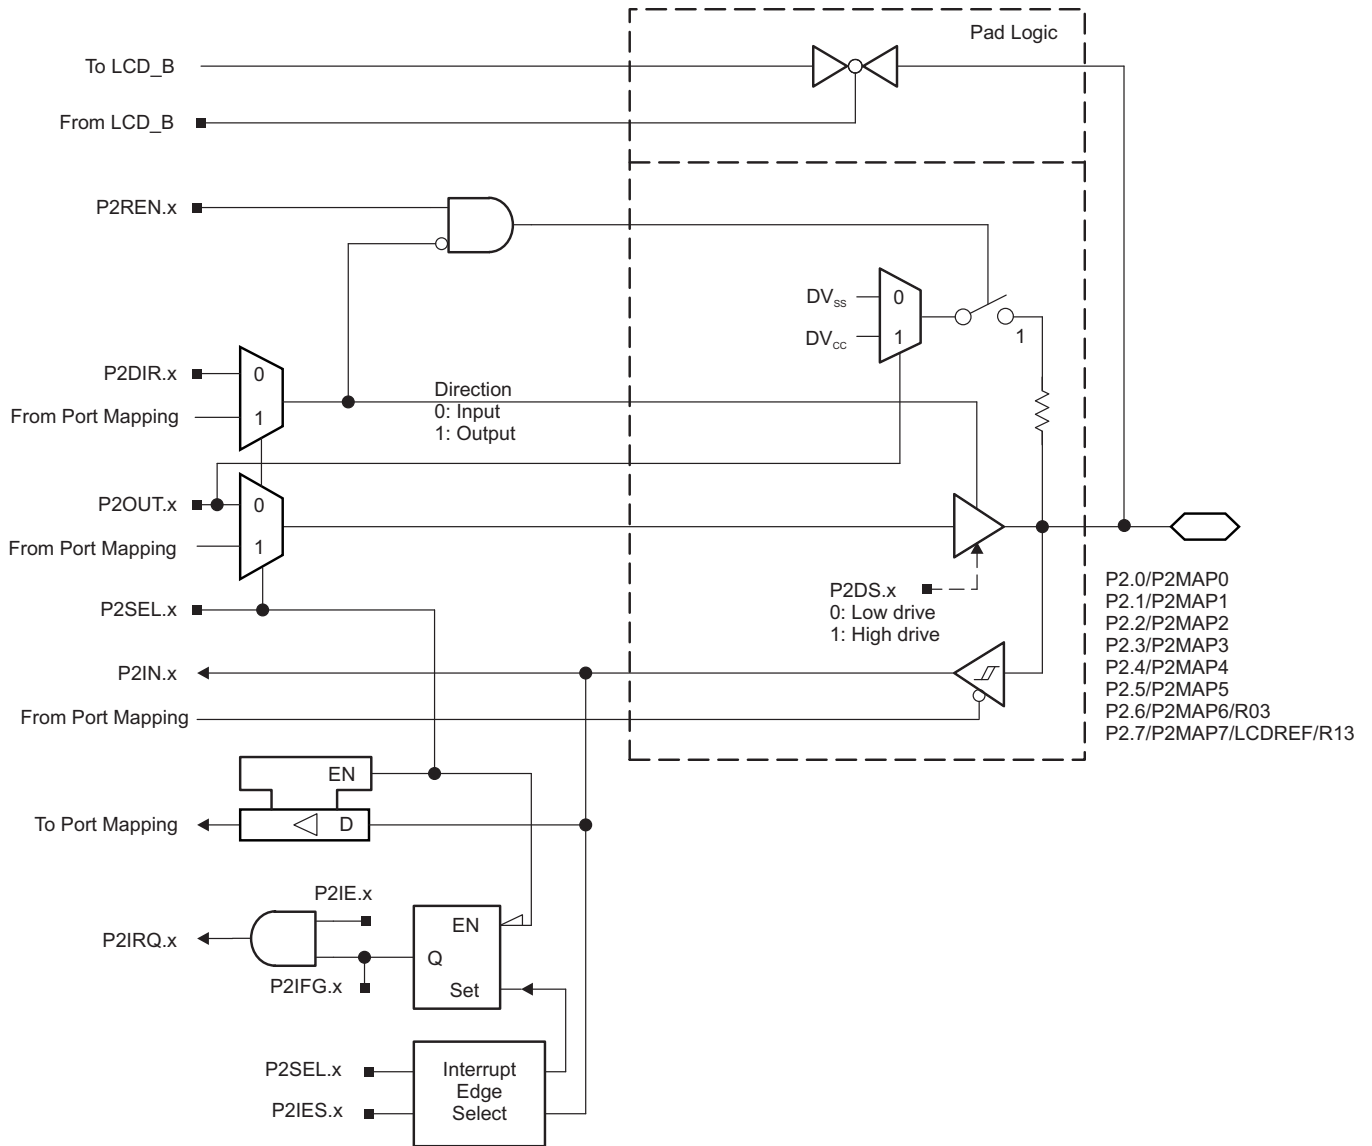 Pad Logic
To LCD_B
From LCD_B
P2REN.x
DVSS
0
DVCC
1
1
P2DIR.x
0
From Port Mapping
1
Direction
0: Input
1: Output
P2OUT.x
0
From Port Mapping
1
P2SEL.x
P2DS.x
0: Low drive
1: High drive
P2.0/P2MAP0
P2.1/P2MAP1
P2.2/P2MAP2
P2.3/P2MAP3
P2.4/P2MAP4
P2.5/P2MAP5
P2.6/P2MAP6/R03
P2.7/P2MAP7/LCDREF/R13
P2IN.x
From Port Mapping
EN
To Port Mapping
D
P2IE.x
EN
P2IRQ.x
Q
P2IFG.x
Set
P2SEL.x
P2IES.x
Interrupt
Edge
Select